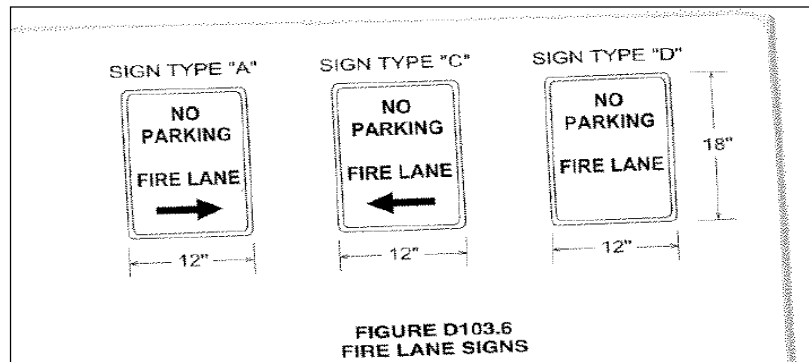 SIGN TYPE "A"
NO
PARKING
FIRE LANE
12"
SIGN TYPE "C"
NO
PARKING
FIRE LANE
12"
SIGN TYPE "D"
NO
PARKING
FIRE LANE
12"
18"
FIGURE D103.6
FIRE LANE SIGNS